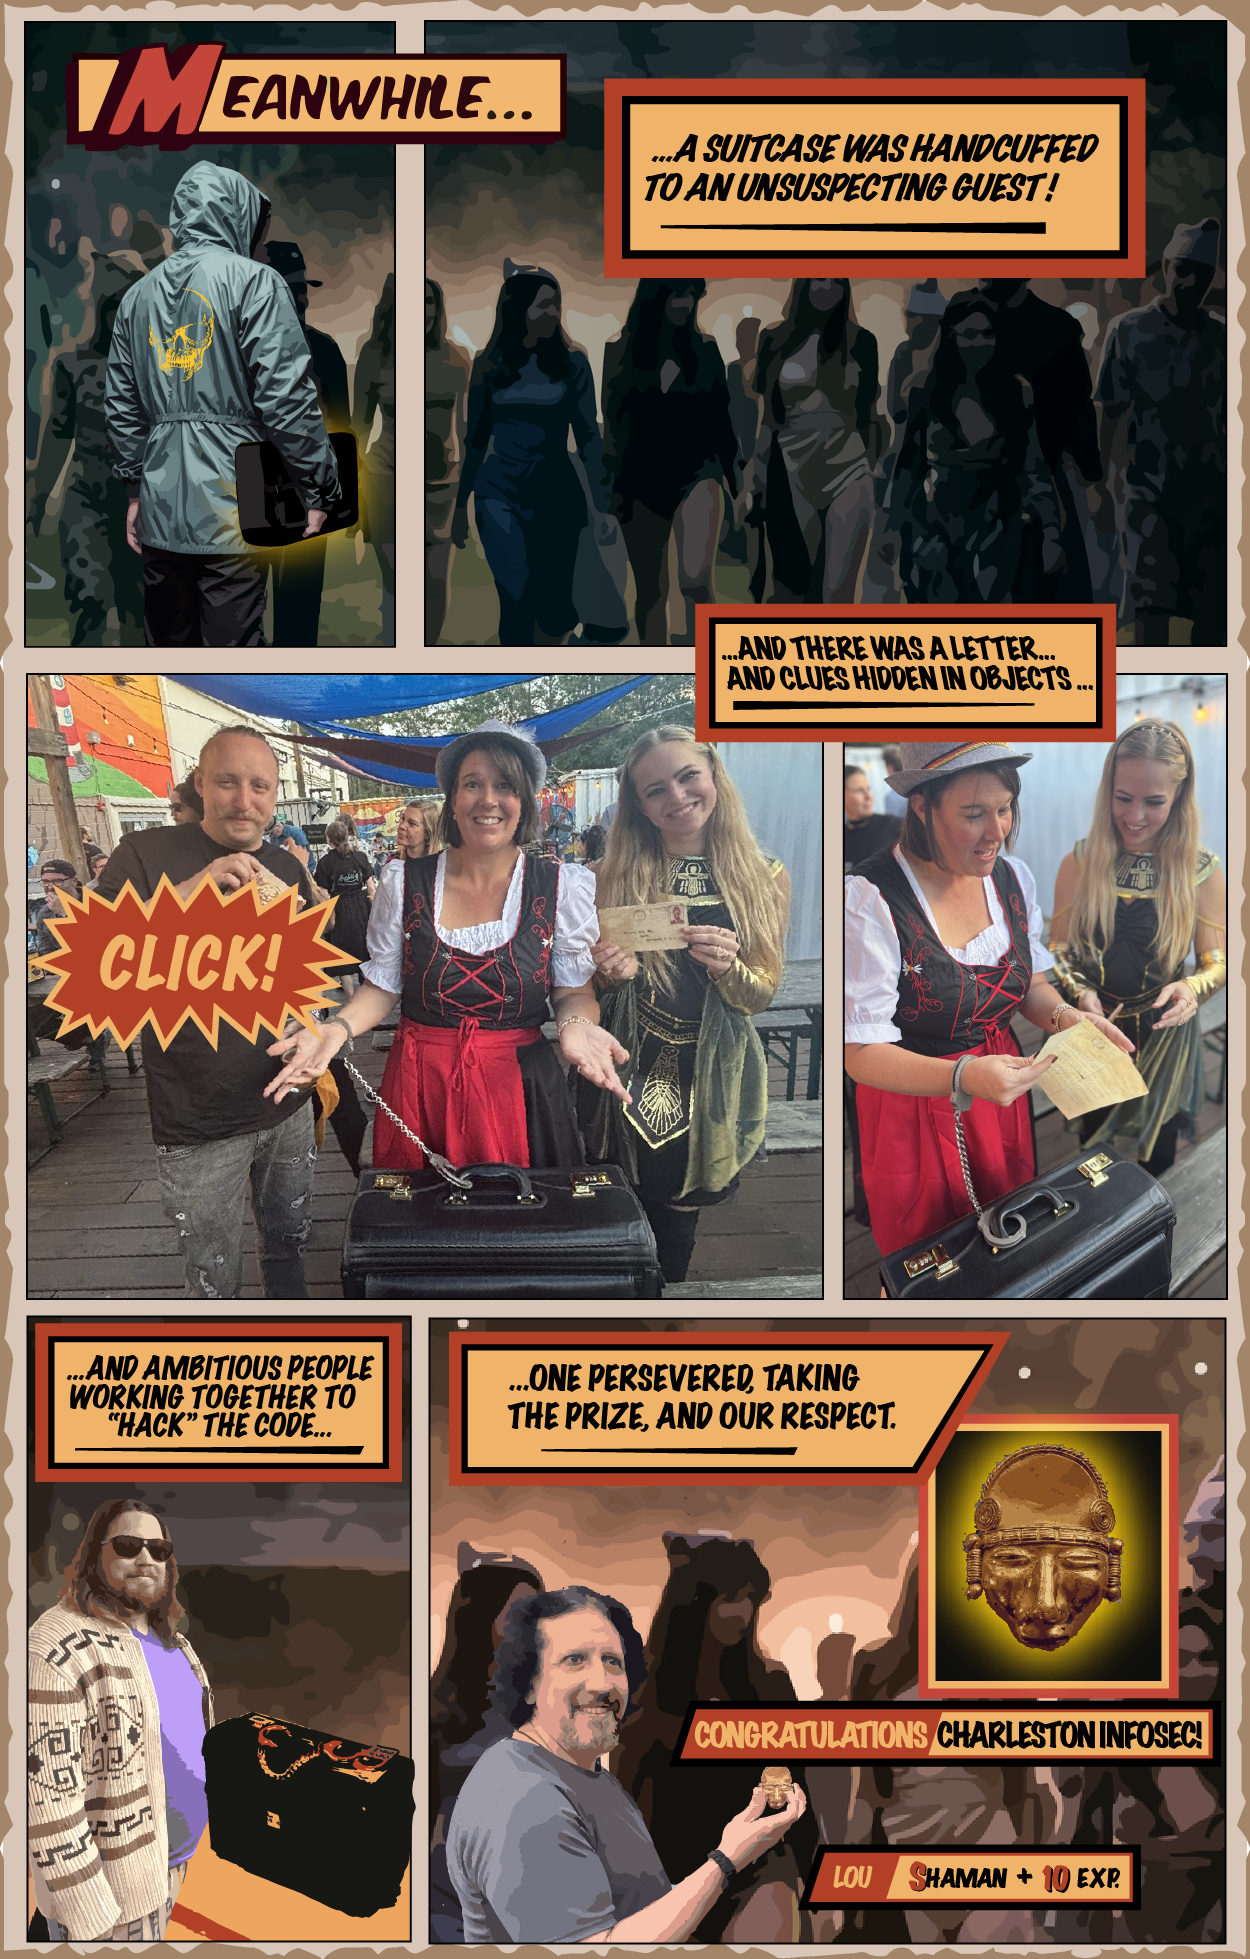 MEANWHILE...
...A SUITCASE WAS HANDCUFFED
TO AN UNSUSPECTING GUEST!
...AND THERE WAS A LETTER...
AND CLUES HIDDEN IN OBJECTS ...
CLICK!
...AND AMBITIOUS PEOPLE
WORKING TOGETHER TO
“HACK” THE CODE...
...ONE PERSEVERED, TAKING
THE PRIZE, AND OUR RESPECT.
CONGRATULATIONS CHARLESTON INFOSEC!
LOU SHAMAN + 10 EXP.